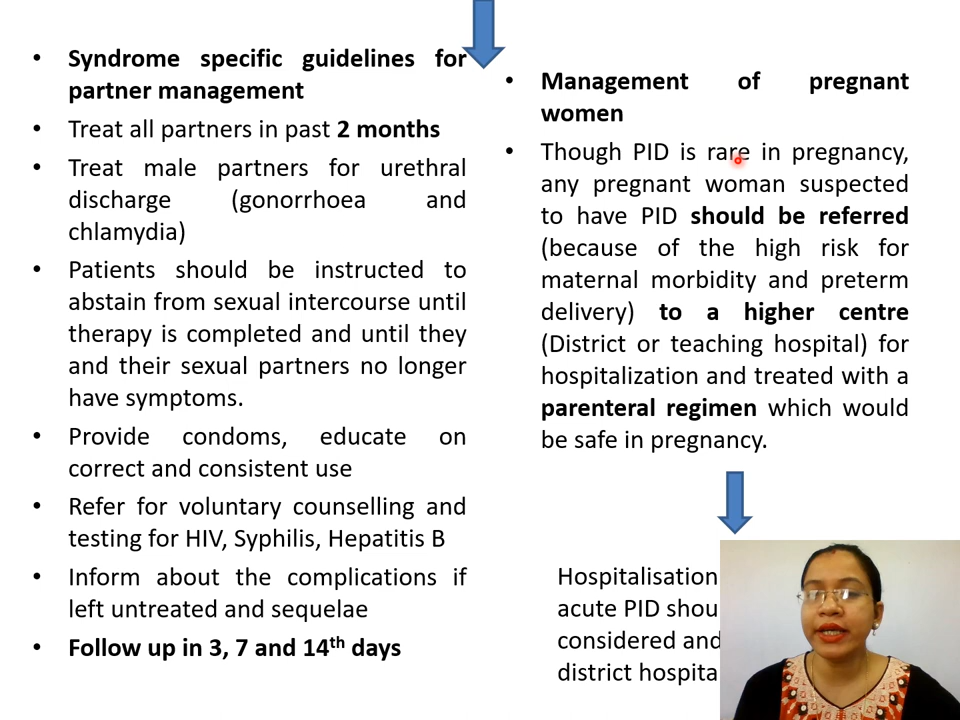 Syndrome specific guidelines for
partner management
Treat all partners in past 2 months
Treat male partners for urethral
discharge (gonorrhoea and
chlamydia)
Patients should be instructed to
abstain from sexual intercourse until
therapy is completed and until they
and their sexual partners no longer
have symptoms.
Provide condoms, educate on
correct and consistent use
Refer for voluntary counselling and
testing for HIV, Syphilis, Hepatitis B
Inform about the complications if
left untreated and sequelae
Follow up in 3, 7 and 14th days
Management of pregnant
women
Though PID is rare in pregnancy,
any pregnant woman suspected
to have PID should be referred
(because of the high risk for
maternal morbidity and preterm
delivery) to a higher centre
(District or teaching hospital) for
hospitalization and treated with a
parenteral regimen which would
be safe in pregnancy.
Hospitalisation
acute PID
considered and
district